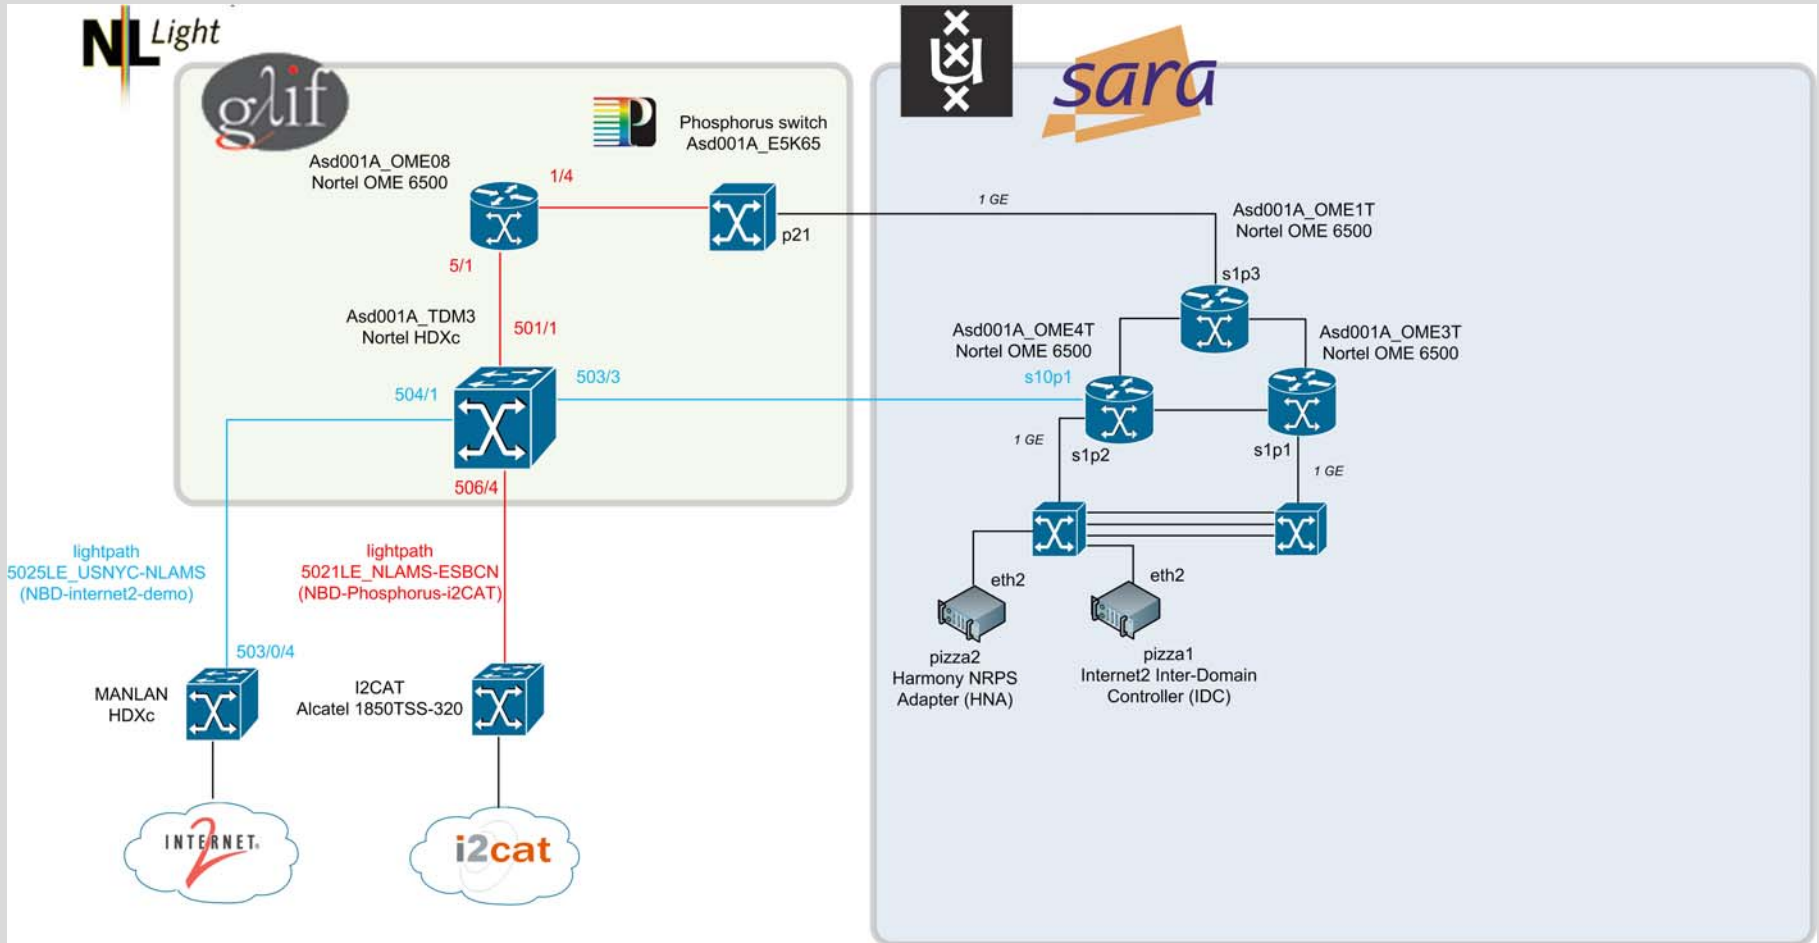 NL Light
glif
P
Phosphorus switch
Asd001A_E5K65
Asd001A_OME08
Nortel OME 6500
1/4
p21
5/1
Asd001A_TDM3
Nortel HDXc
501/1
504/1
503/3
506/4
lightpath
5025LE_USNYC-NLAMS
(NBD-internet2-demo)
lightpath
5021LE_NLAMS-ESBCN
(NBD-Phosphorus-i2CAT)
503/0/4
MANLAN
HDXc
I2CAT
Alcatel 1850TSS-320
INTERNET®
2
i2cat
U
sara
1 GE
Asd001A_OME1T
Nortel OME 6500
s1p3
Asd001A_OME4T
Nortel OME 6500
Asd001A_OME3T
Nortel OME 6500
s10p1
1 GE
s1p2
s1p1
1 GE
eth2
eth2
pizza2
Harmony NRPS
Adapter (HNA)
pizza1
Internet2 Inter-Domain
Controller (IDC)